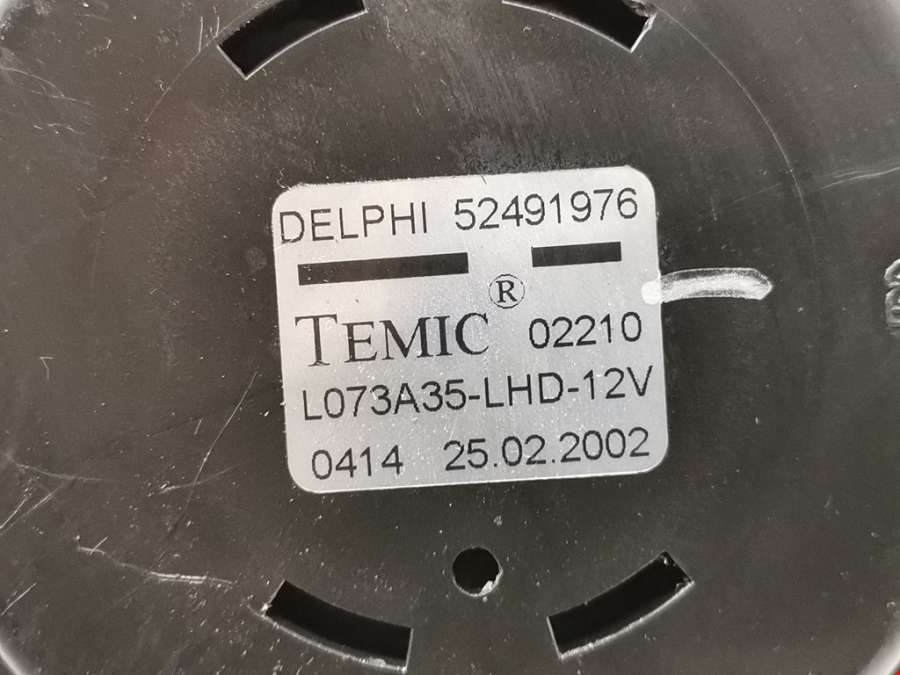 DELPHI 52491976
TEMIC® 02210
L073A35-LHD-12V
0414 25.02.2002